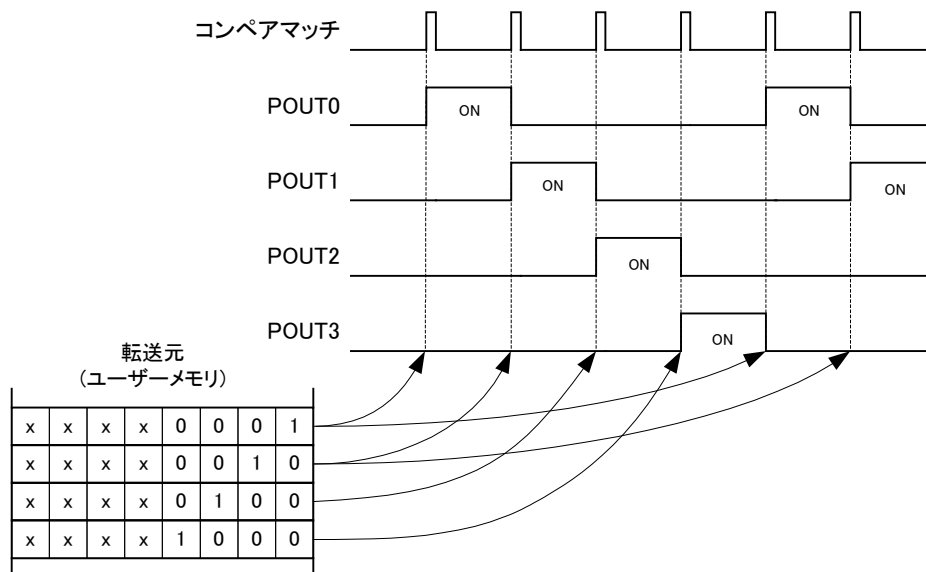 コンペアマッチ
POUT0
ON ON
POUT1
ON ON
POUT2
ON
POUT3
ON
転送元
(ユーザーメモリ)
x x x x 0 0 0 1
x x x x 0 0 1 0
x x x x 0 1 0 0
x x x x 1 0 0 0